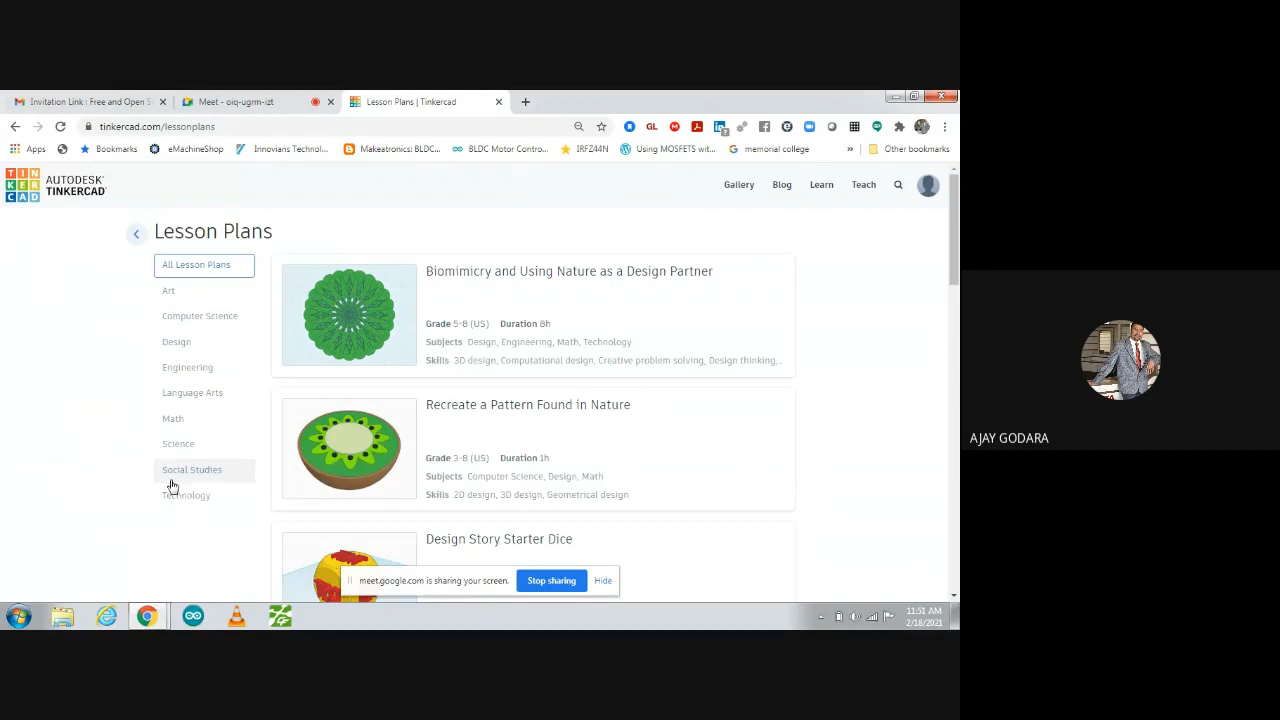 Invitation Link : Free and Open S
Meet - oiq-ugrm-izt
Lesson Plans | Tinkercad
tinkercad.com/lessonplans
GL
Apps
Bookmarks
eMachineShop
Innovians Technol...
Makeatronics: BLDC...
BLDC Motor Contro...
IRFZ44N
Using MOSFETS wit...
memorial college
»
Other bookmarks
TIN
KER
CAD
AUTODESK®
TINKERCAD®
Gallery
Blog
Learn
Teach
Lesson Plans
All Lesson Plans
Art
Computer Science
Design
Engineering
Language Arts
Math
Science
Social Studies
Technology
Biomimicry and Using Nature as a Design Partner
Grade 5-8 (US) Duration 8h
Subjects Design, Engineering, Math, Technology
Skills 3D design, Computational design, Creative problem solving, Design thinking,...
Recreate a Pattern Found in Nature
Grade 3-8 (US) Duration 1h
Subjects Computer Science, Design, Math
Skills 2D design, 3D design, Geometrical design
Design Story Starter Dice
meet.google.com is sharing your screen.
Stop sharing
Hide
11:51 AM
2/18/2021
AJAY GODARA